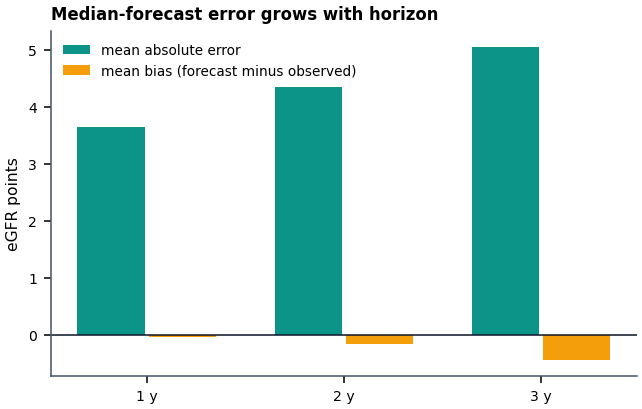 Median-forecast error grows with horizon
mean absolute error
mean bias (forecast minus observed)
eGFR points
5
4
3
2
1
0
1 y
2 y
3 y